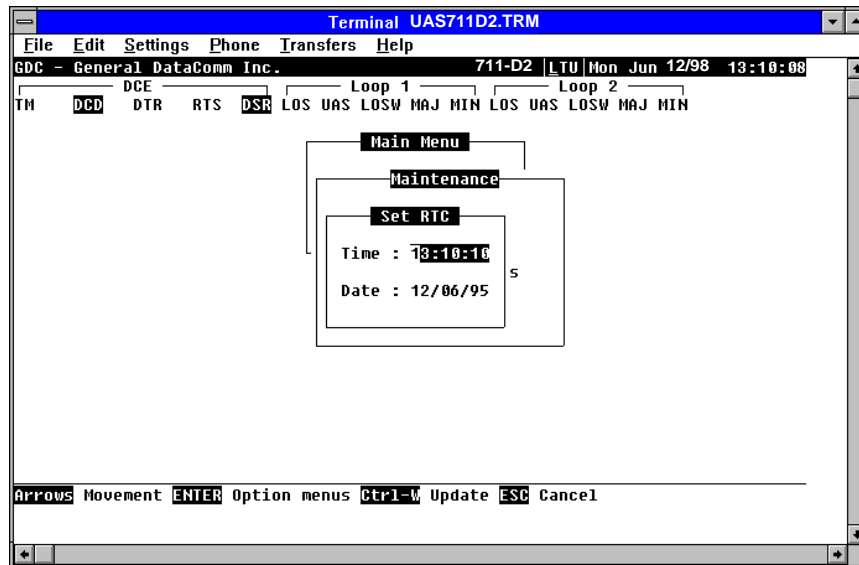 Terminal UAS711D2.TRM
File Edit Settings Phone Transfers Help
GDC - General DataComm Inc. 711-D2 LTU Mon Jun 12/98 13:10:08
DCE Loop 1 Loop 2
TM DCD DTR RTS DSR LOS UAS LOSW MAJ MIN LOS UAS LOSW MAJ MIN
Main Menu
Maintenance
Set RTC
Time : 13:10:10
s
Date : 12/06/95
Arrows Movement ENTER Option menus Ctrl-W Update ESC Cancel